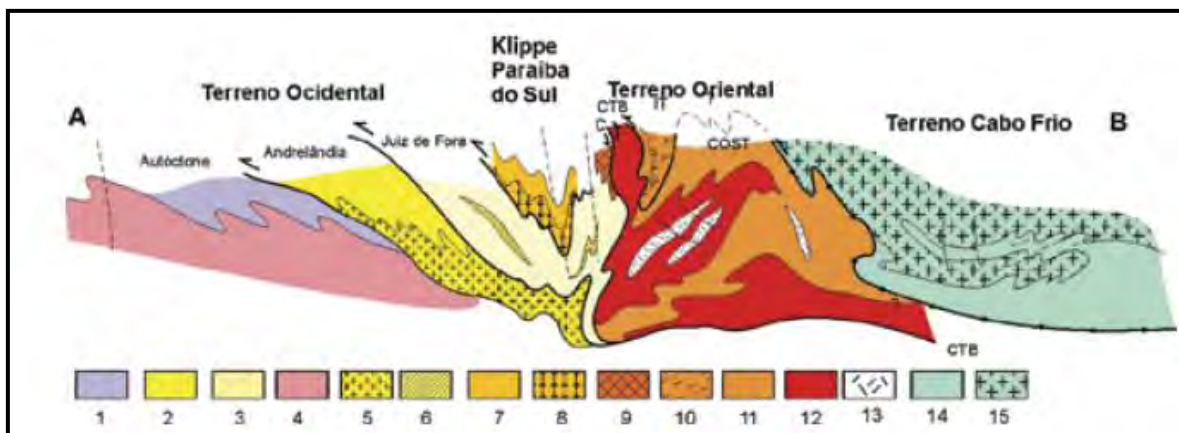 Klippe
Paraíba
do Sul
Terreno Ocidental
Terreno Oriental
A
CTB
Terreno Cabo Frio B
Juiz de Fora
COST
Autóctone
Andrelândia
CTB
1 2 3 4 5 6 7 8 9 10 11 12 13 14 15